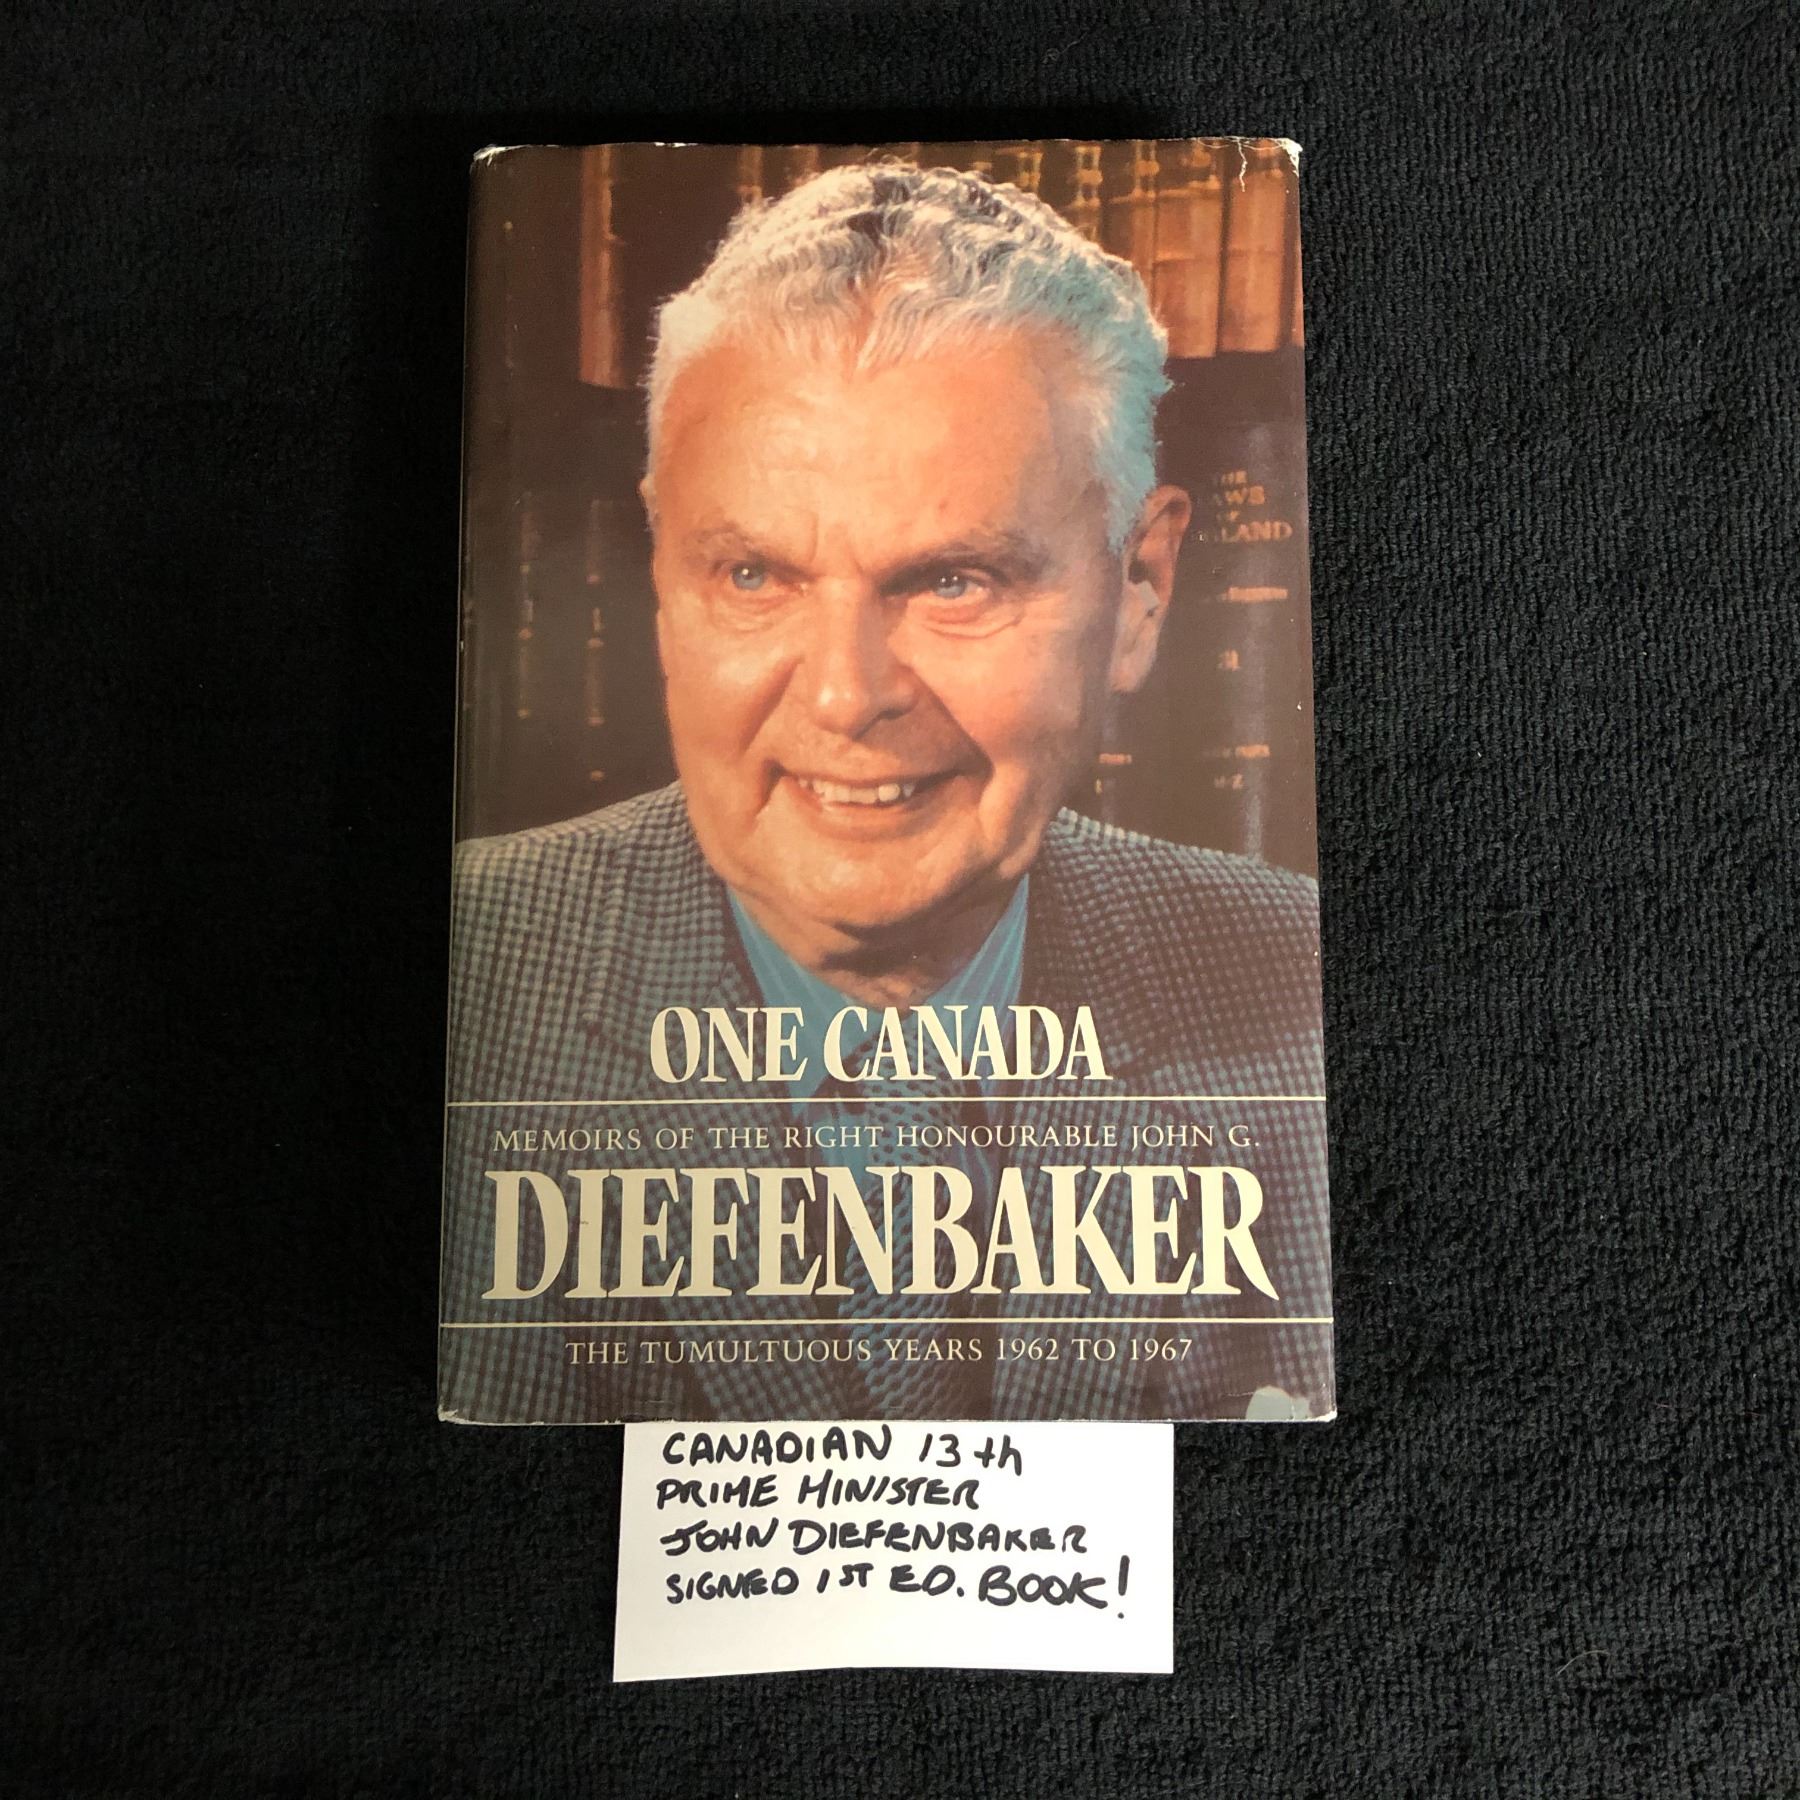 ONE CANADA
MEMOIRS OF THE RIGHT HONOURABLE JOHN G.
DIEFENBAKER
THE TUMULTUOUS YEARS 1962 TO 1967
CANADIAN 13th
PRIME MINISTER
JOHN DIEFENBAKER
SIGNED 1ST ED. BOOK!